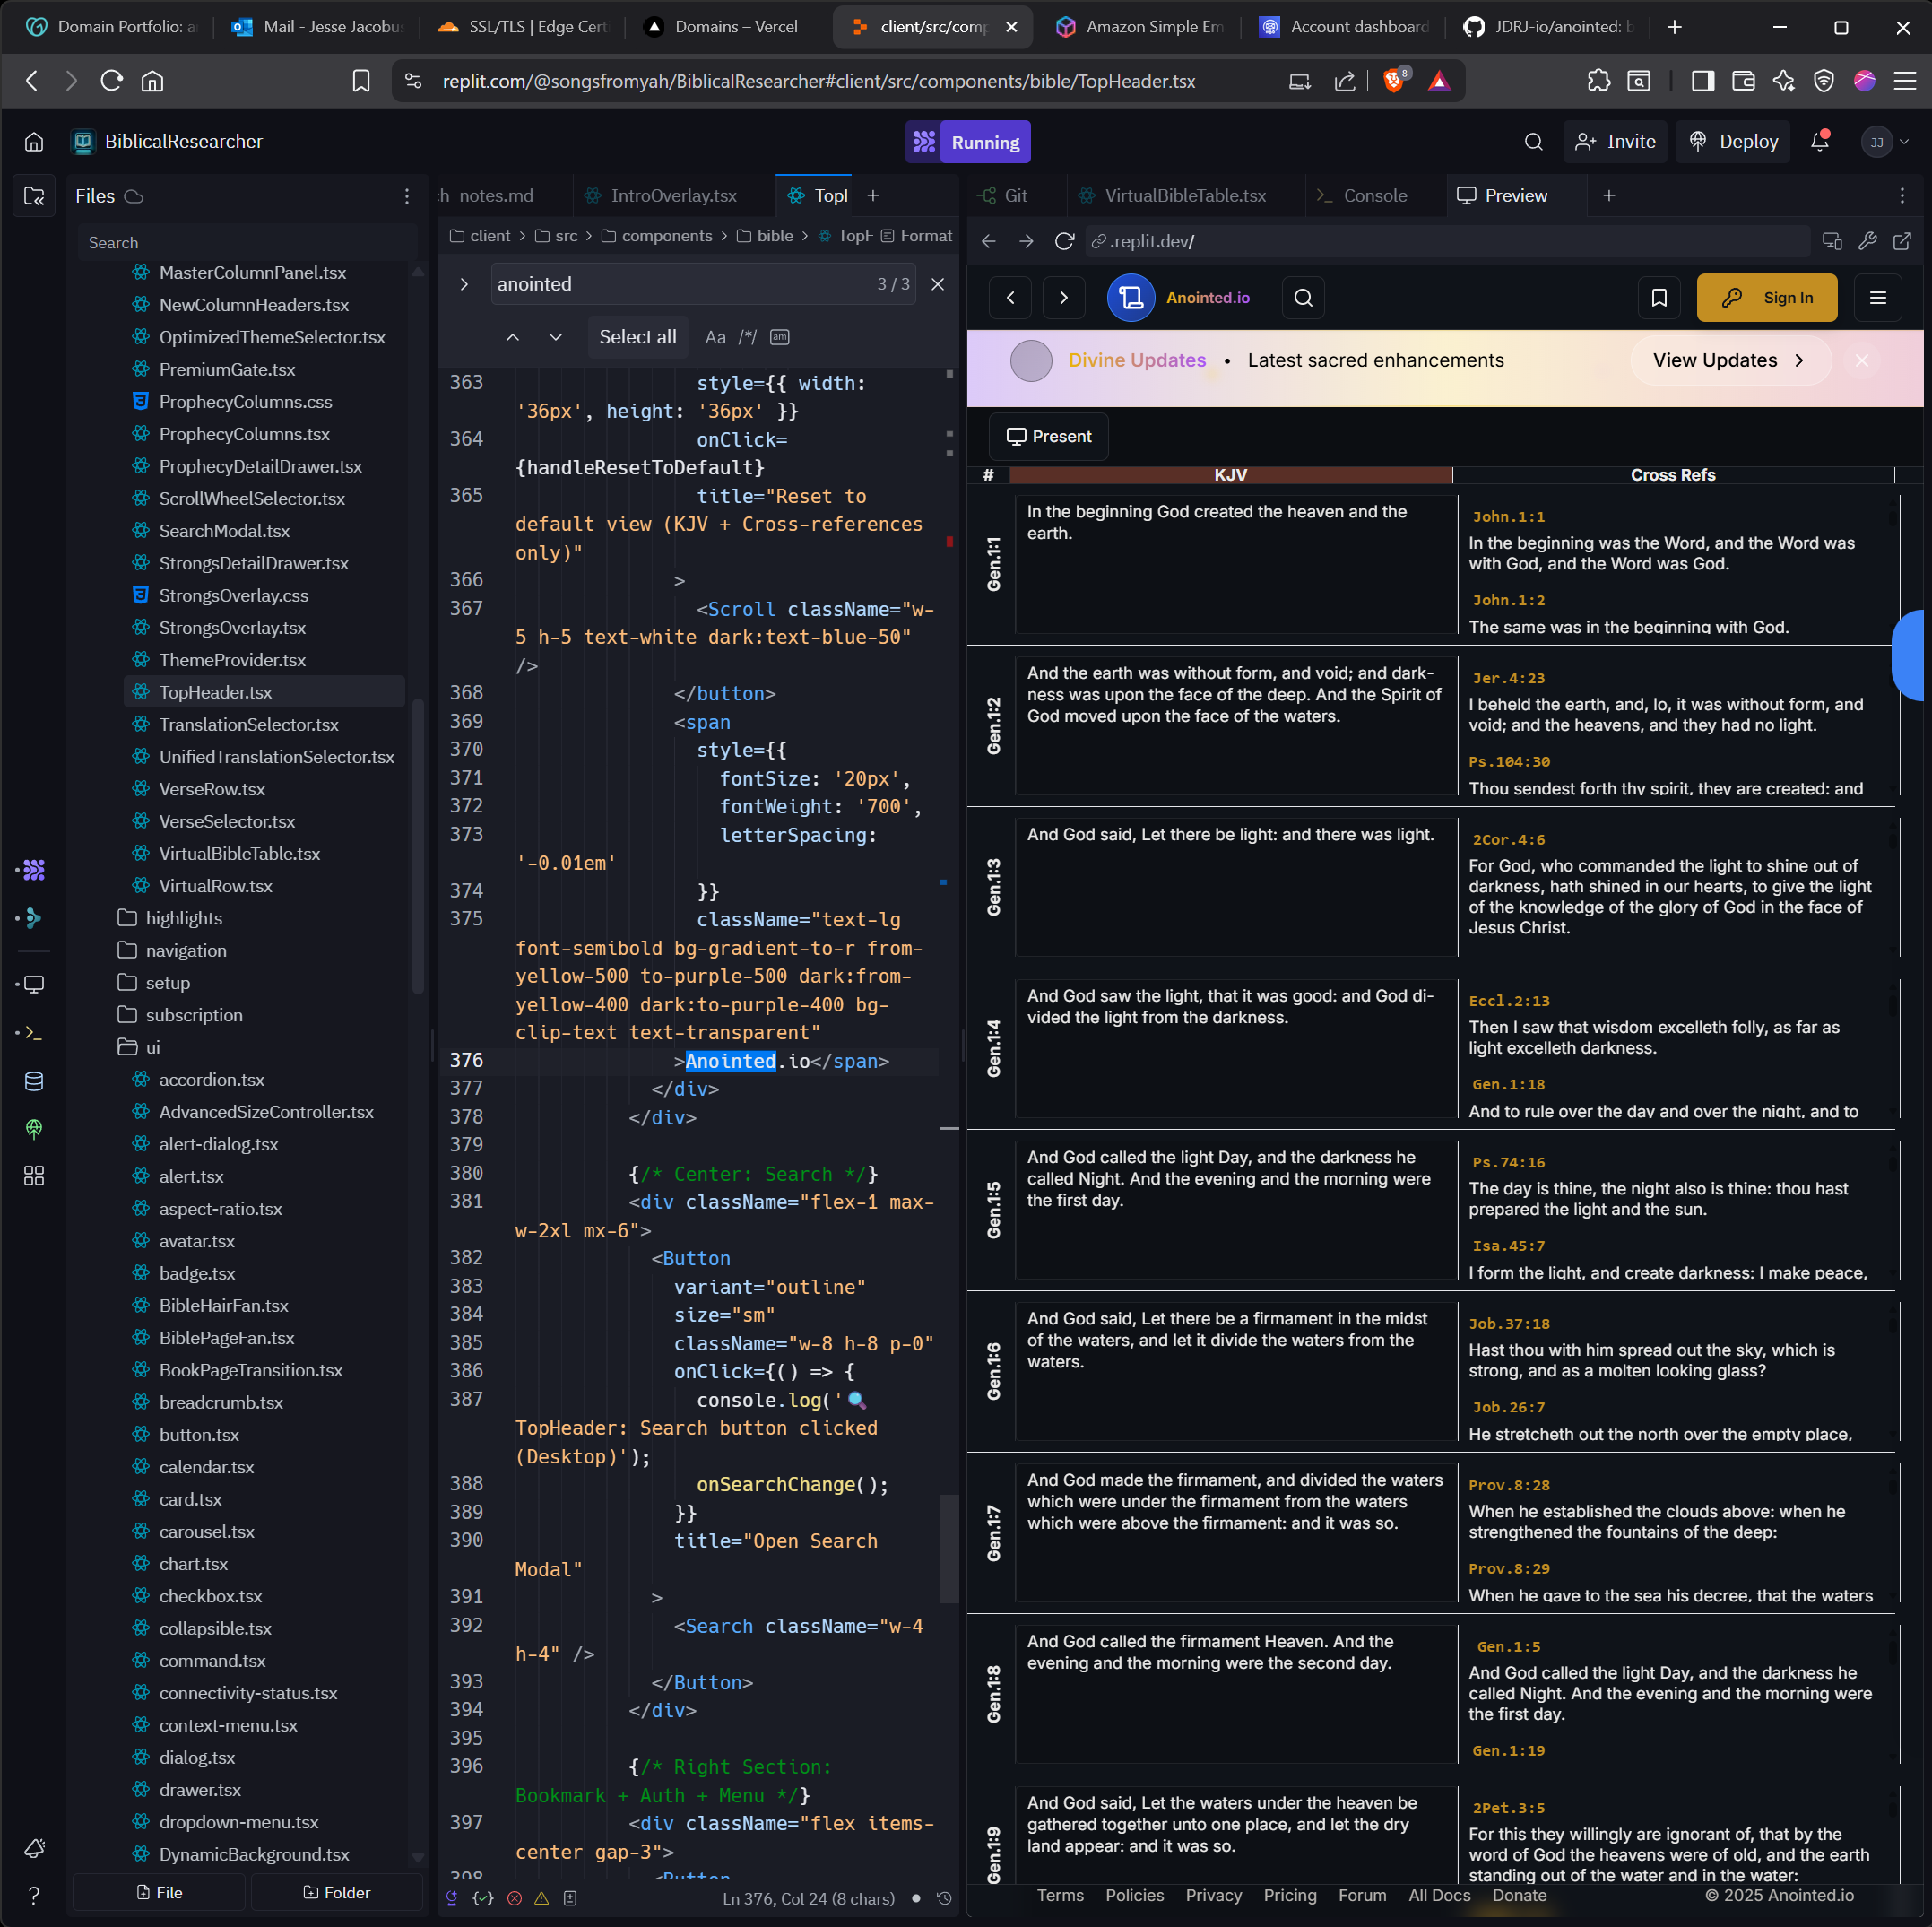 Domain Portfolio: a
Mail - Jesse Jacobus
SSL/TLS | Edge Certi
Domains – Vercel
client/src/comp
Amazon Simple Em
Account dashboard
JDRJ-io/anointed: b
replit.com/@songsfromyah/BiblicalResearcher#client/src/components/bible/TopHeader.tsx
8
BiblicalResearcher
Running
Invite
Deploy
JJ
Files
Search
MasterColumnPanel.tsx
NewColumnHeaders.tsx
OptimizedThemeSelector.tsx
PremiumGate.tsx
ProphecyColumns.css
ProphecyColumns.tsx
ProphecyDetailDrawer.tsx
ScrollWheelSelector.tsx
SearchModal.tsx
StrongsDetailDrawer.tsx
StrongsOverlay.css
StrongsOverlay.tsx
ThemeProvider.tsx
TopHeader.tsx
TranslationSelector.tsx
UnifiedTranslationSelector.tsx
VerseRow.tsx
VerseSelector.tsx
VirtualBibleTable.tsx
VirtualRow.tsx
highlights
navigation
setup
subscription
ui
accordion.tsx
AdvancedSizeController.tsx
alert-dialog.tsx
alert.tsx
aspect-ratio.tsx
avatar.tsx
badge.tsx
BibleHairFan.tsx
BiblePageFan.tsx
BookPageTransition.tsx
breadcrumb.tsx
button.tsx
calendar.tsx
card.tsx
carousel.tsx
chart.tsx
checkbox.tsx
collapsible.tsx
command.tsx
connectivity-status.tsx
context-menu.tsx
dialog.tsx
drawer.tsx
dropdown-menu.tsx
DynamicBackground.tsx
File
Folder
ch_notes.md
IntroOverlay.tsx
TopH
client > src > components > bible > TopH
Format
anointed
3 / 3
Select all
Aa /*/ am
363 style={{ width:
'36px', height: '36px' }}
364 onClick=
{handleResetToDefault}
365 title="Reset to
default view (KJV + Cross-references
only)"
366 >
367 <Scroll className="w-
5 h-5 text-white dark:text-blue-50"
/>
368 </button>
369 <span
370 style={{
371 fontSize: '20px',
372 fontWeight: '700',
373 letterSpacing:
'-0.01em'
374 }}
375 className="text-lg
font-semibold bg-gradient-to-r from-
yellow-500 to-purple-500 dark:from-
yellow-400 dark:to-purple-400 bg-
clip-text text-transparent"
376 >Anointed.io</span>
377 </div>
378 </div>
379
380 {/* Center: Search */}
381 <div className="flex-1 max-
w-2xl mx-6">
382 <Button
383 variant="outline"
384 size="sm"
385 className="w-8 h-8 p-0"
386 onClick={() => {
387 console.log('🔍
TopHeader: Search button clicked
(Desktop)');
388 onSearchChange();
389 }}
390 title="Open Search
Modal"
391 >
392 <Search className="w-4
h-4" />
393 </Button>
394 </div>
395
396 {/* Right Section:
Bookmark + Auth + Menu */}
397 <div className="flex items-
center gap-3">
398 <Button
Ln 376, Col 24 (8 chars)
Git
VirtualBibleTable.tsx
Console
Preview
.replit.dev/
Anointed.io
Sign In
Divine Updates • Latest sacred enhancements
View Updates
Present
# KJV Cross Refs
Gen.1:1
In the beginning God created the heaven and the
earth.
John.1:1
In the beginning was the Word, and the Word was
with God, and the Word was God.
John.1:2
The same was in the beginning with God.
Gen.1:2
And the earth was without form, and void; and dark-
ness was upon the face of the deep. And the Spirit of
God moved upon the face of the waters.
Jer.4:23
I beheld the earth, and, lo, it was without form, and
void; and the heavens, and they had no light.
Ps.104:30
Thou sendest forth thy spirit, they are created: and
Gen.1:3
And God said, Let there be light: and there was light.
2Cor.4:6
For God, who commanded the light to shine out of
darkness, hath shined in our hearts, to give the light
of the knowledge of the glory of God in the face of
Jesus Christ.
Gen.1:4
And God saw the light, that it was good: and God di-
vided the light from the darkness.
Eccl.2:13
Then I saw that wisdom excelleth folly, as far as
light excelleth darkness.
Gen.1:18
And to rule over the day and over the night, and to
Gen.1:5
And God called the light Day, and the darkness he
called Night. And the evening and the morning were
the first day.
Ps.74:16
The day is thine, the night also is thine: thou hast
prepared the light and the sun.
Isa.45:7
I form the light, and create darkness: I make peace,
Gen.1:6
And God said, Let there be a firmament in the midst
of the waters, and let it divide the waters from the
waters.
Job.37:18
Hast thou with him spread out the sky, which is
strong, and as a molten looking glass?
Job.26:7
He stretcheth out the north over the empty place,
Gen.1:7
And God made the firmament, and divided the waters
which were under the firmament from the waters
which were above the firmament: and it was so.
Prov.8:28
When he established the clouds above: when he
strengthened the fountains of the deep:
Prov.8:29
When he gave to the sea his decree, that the waters
Gen.1:8
And God called the firmament Heaven. And the
evening and the morning were the second day.
Gen.1:5
And God called the light Day, and the darkness he
called Night. And the evening and the morning were
the first day.
Gen.1:19
Gen.1:9
And God said, Let the waters under the heaven be
gathered together unto one place, and let the dry
land appear: and it was so.
2Pet.3:5
For this they willingly are ignorant of, that by the
word of God the heavens were of old, and the earth
standing out of the water and in the water:
Terms Policies Privacy Pricing Forum All Docs Donate
© 2025 Anointed.io